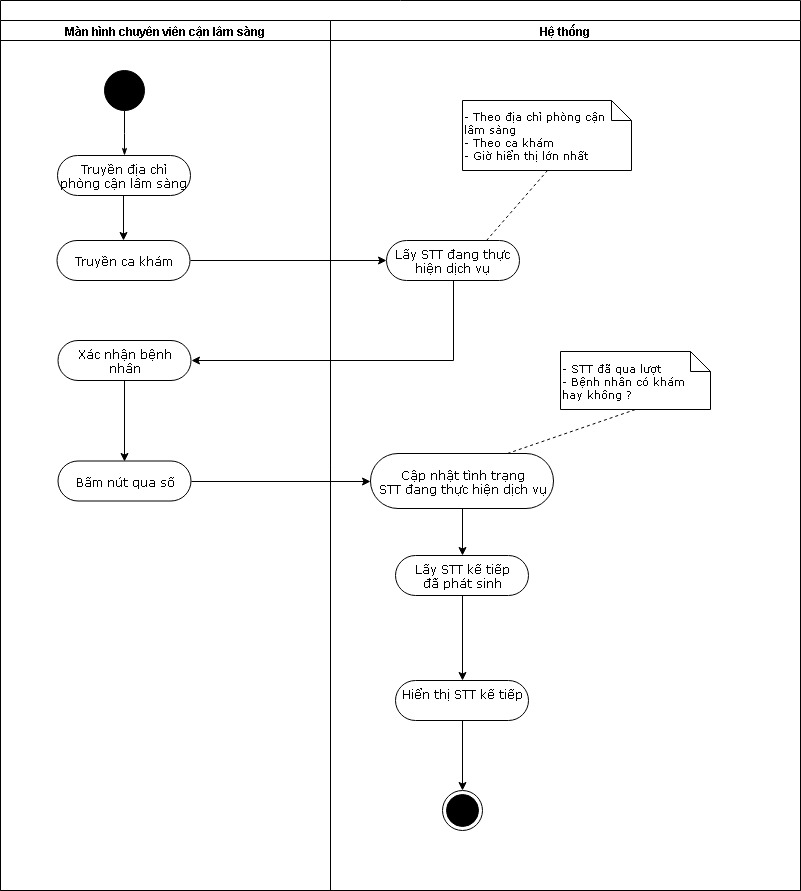 Màn hình chuyên viên cận lâm sàng
Hệ thống
- Theo địa chỉ phòng cận
lâm sàng
- Theo ca khám
- Giờ hiển thị lớn nhất
Truyền địa chỉ
phòng cận lâm sàng
Truyền ca khám
Lấy STT đang thực
hiện dịch vụ
Xác nhận bệnh
nhân
- STT đã qua lượt
- Bệnh nhân có khám
hay không ?
Bấm nút qua số
Cập nhật tình trạng
STT đang thực hiện dịch vụ
Lấy STT kế tiếp
đã phát sinh
Hiển thị STT kế tiếp